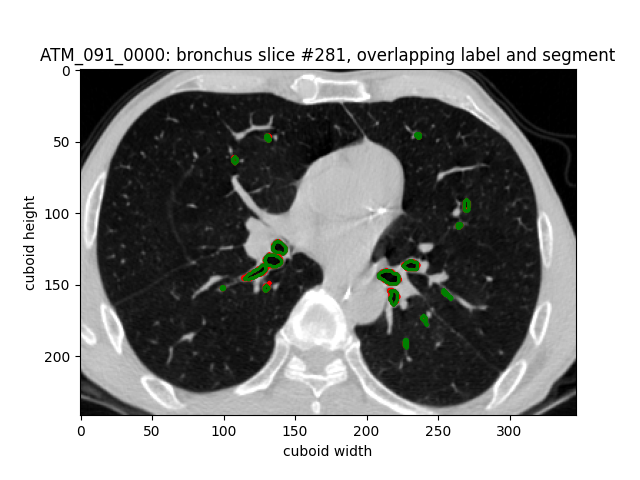 ATM_091_0000: bronchus slice #281, overlapping label and segment
0
50
100
150
200
cuboid height
0 50 100 150 200 250 300
cuboid width